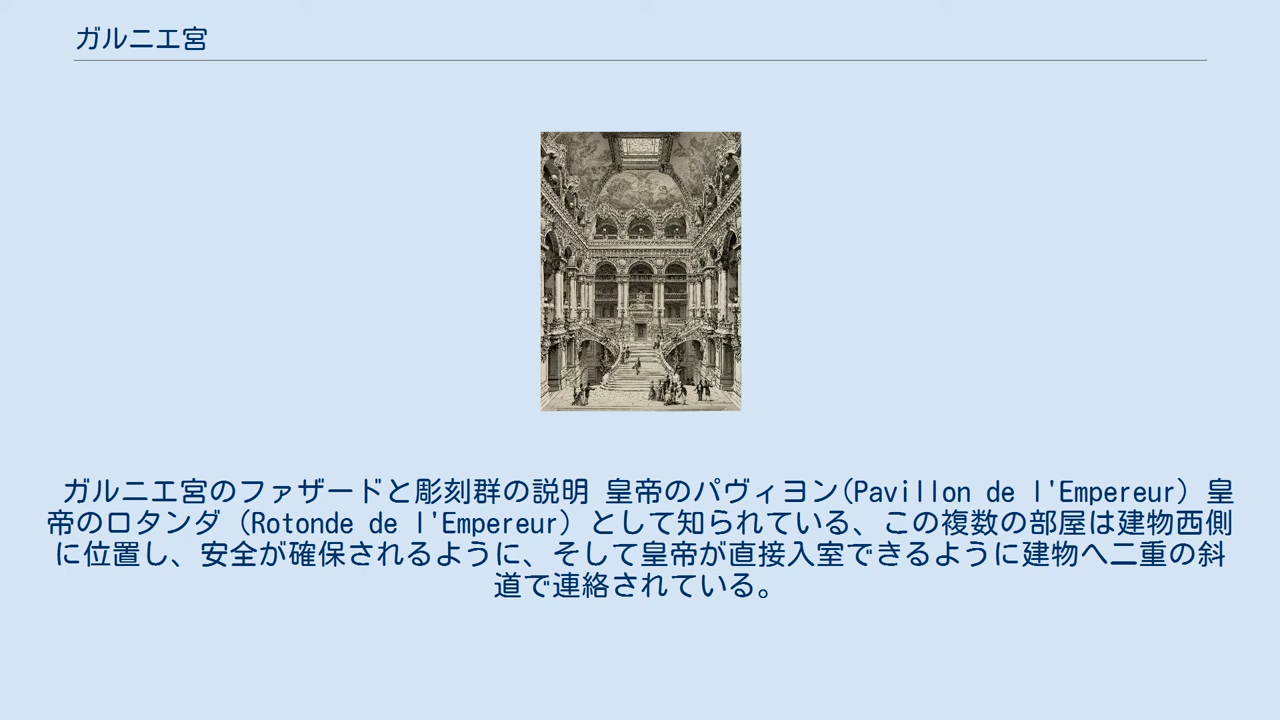 ガルニエ宮
ガルニエ宮のファザードと彫刻群の説明 皇帝のパヴィヨン(Pavillon de l'Empereur) 皇
帝のロタンダ (Rotonde de l'Empereur) として知られている、この複数の部屋は建物西側
に位置し、安全が確保されるように、そして皇帝が直接入室できるように建物へ二重の斜
道で連絡されている。